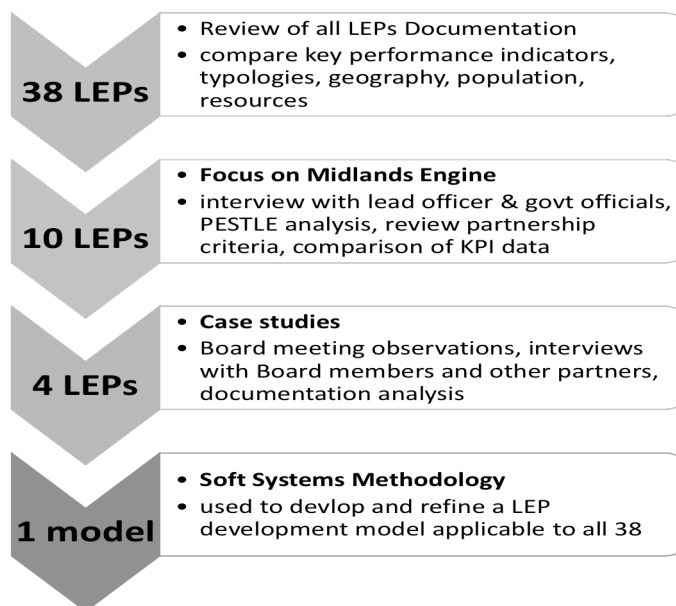 38 LEPs
• Review of all LEPs Documentation
• compare key performance indicators,
typologies, geography, population,
resources
10 LEPs
• Focus on Midlands Engine
• interview with lead officer & govt officials,
PESTLE analysis, review partnership
criteria, comparison of KPI data
4 LEPs
• Case studies
• Board meeting observations, interviews
with Board members and other partners,
documentation analysis
1 model
• Soft Systems Methodology
• used to devlop and refine a LEP
development model applicable to all 38